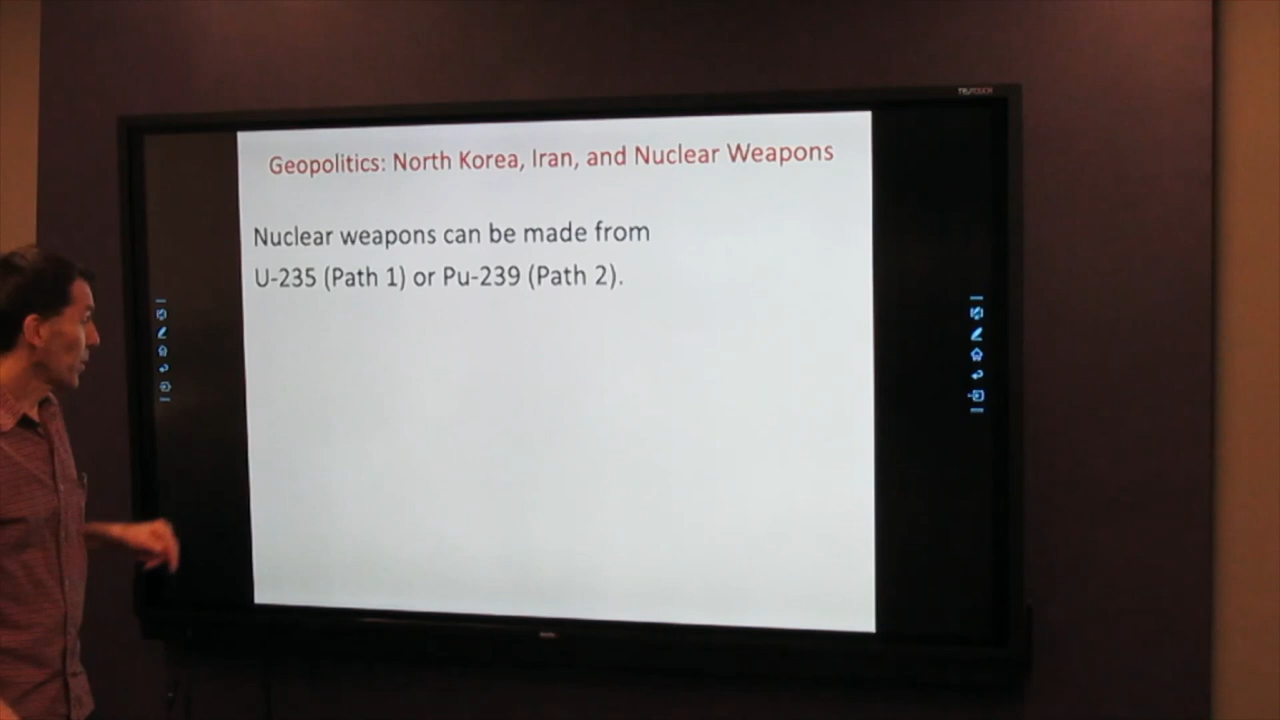 Geopolitics: North Korea, Iran, and Nuclear Weapons
Nuclear weapons can be made from
U-235 (Path 1) or Pu-239 (Path 2).